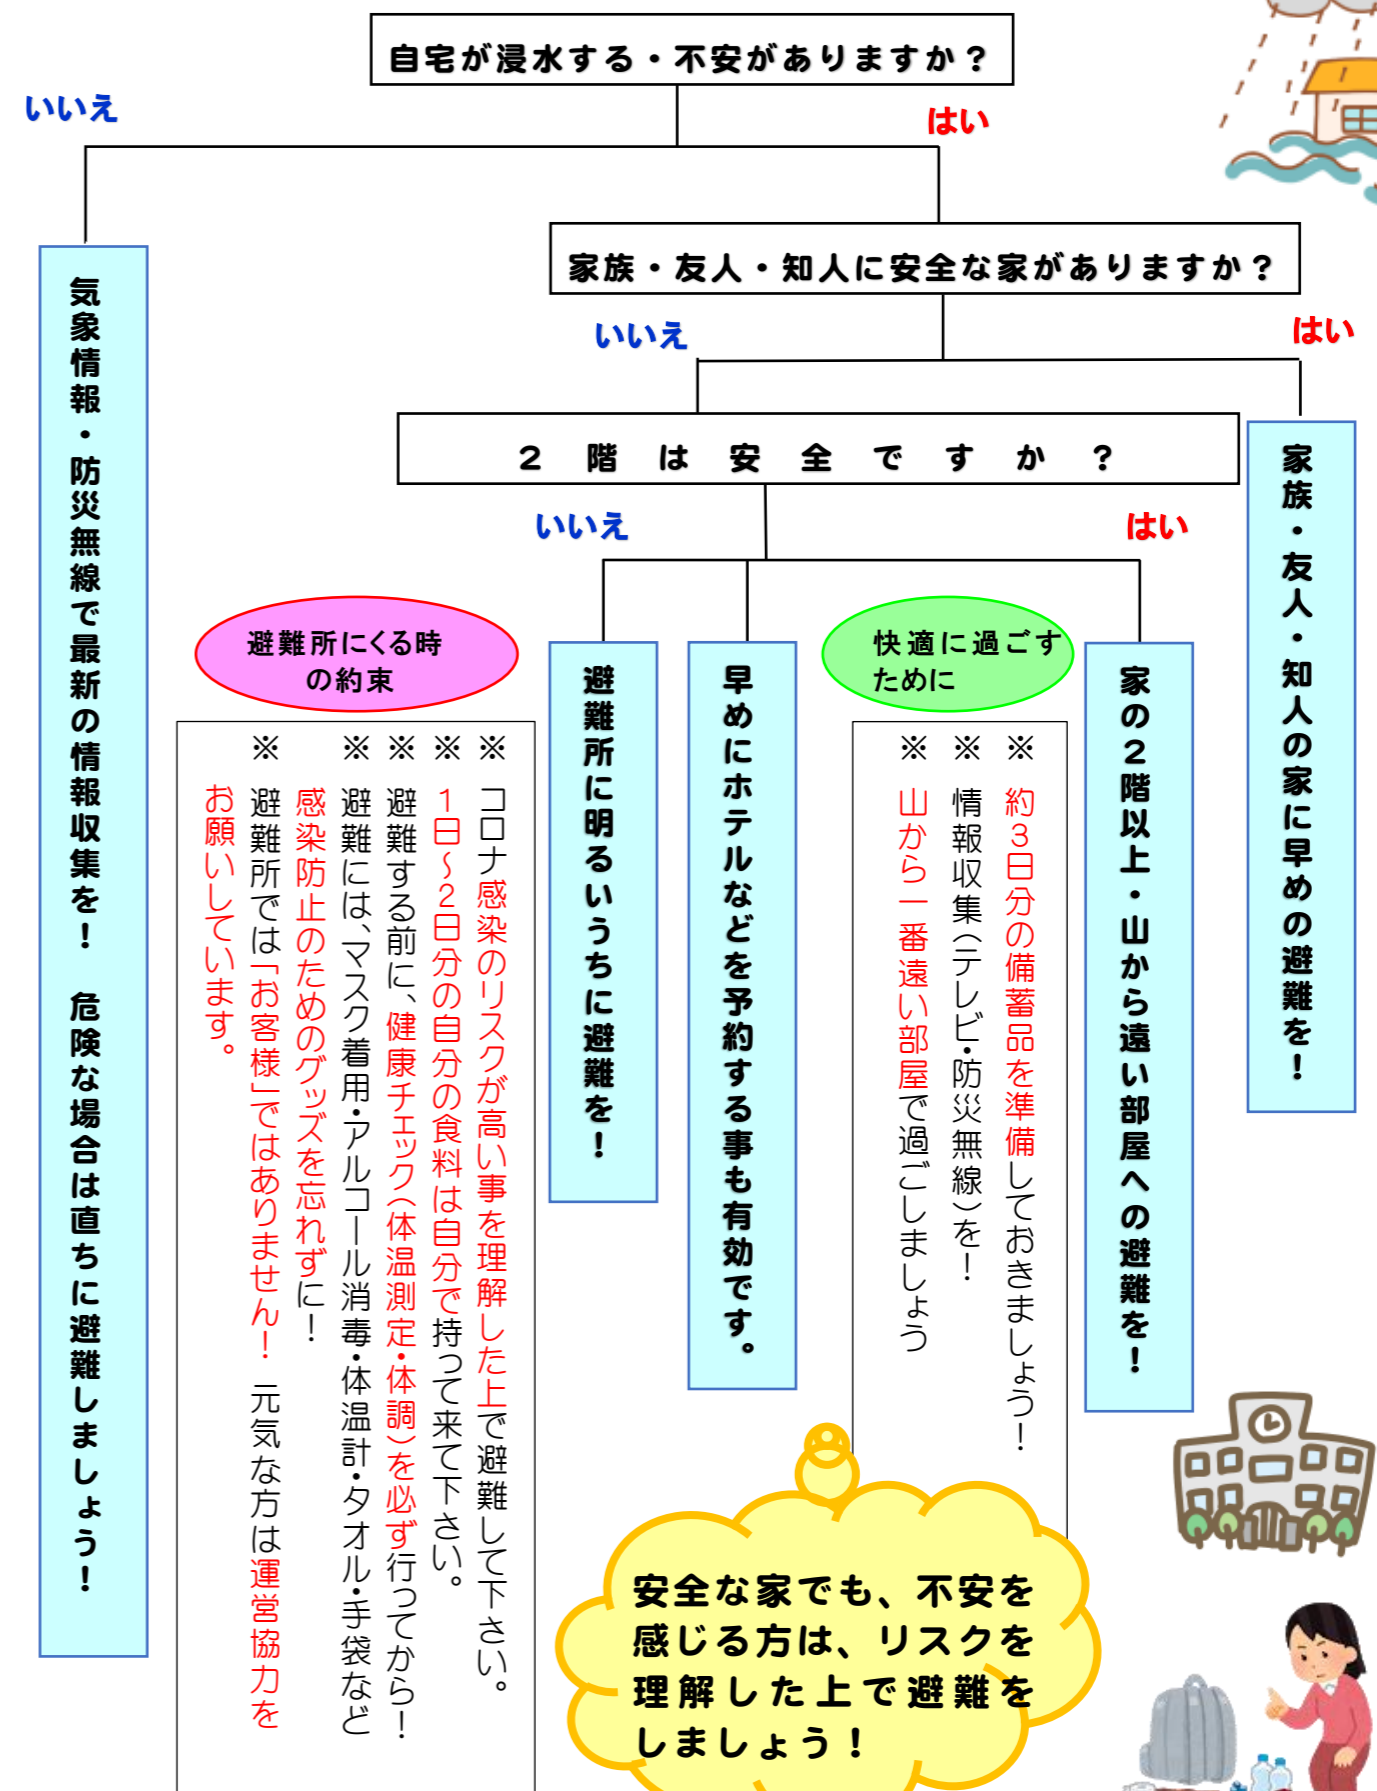 自宅が浸水する・不安がありますか？
いいえ
はい
家族・友人・知人に安全な家がありますか？
いいえ
はい
２階は安全ですか？
いいえ
はい
家族・友人・知人の家に早めの避難を！
家の２階以上・山から遠い部屋への避難を！
快適に過ごす
ために
※　約３日分の備蓄品を準備しておきましょう！
※　情報収集（テレビ・防災無線）を！
※　山から一番遠い部屋で過ごしましょう
早めにホテルなどを予約する事も有効です。
避難所に明るいうちに避難を！
避難所にくる時
の約束
※　コロナ感染のリスクが高い事を理解した上で避難して下さい。
※　１日～２日分の自分の食料は自分で持って来て下さい。
※　避難する前に、健康チェック（体温測定・体調）を必ず行ってから！
※　避難には、マスク着用・アルコール消毒・体温計・タオル・手袋など
感染防止のためのグッズを忘れずに！
※　避難所では「お客様」ではありません！　元気な方は運営協力を
お願いしています。
気象情報・防災無線で最新の情報収集を！　危険な場合は直ちに避難しましょう！
安全な家でも、不安を
感じる方は、リスクを
理解した上で避難を
しましょう！